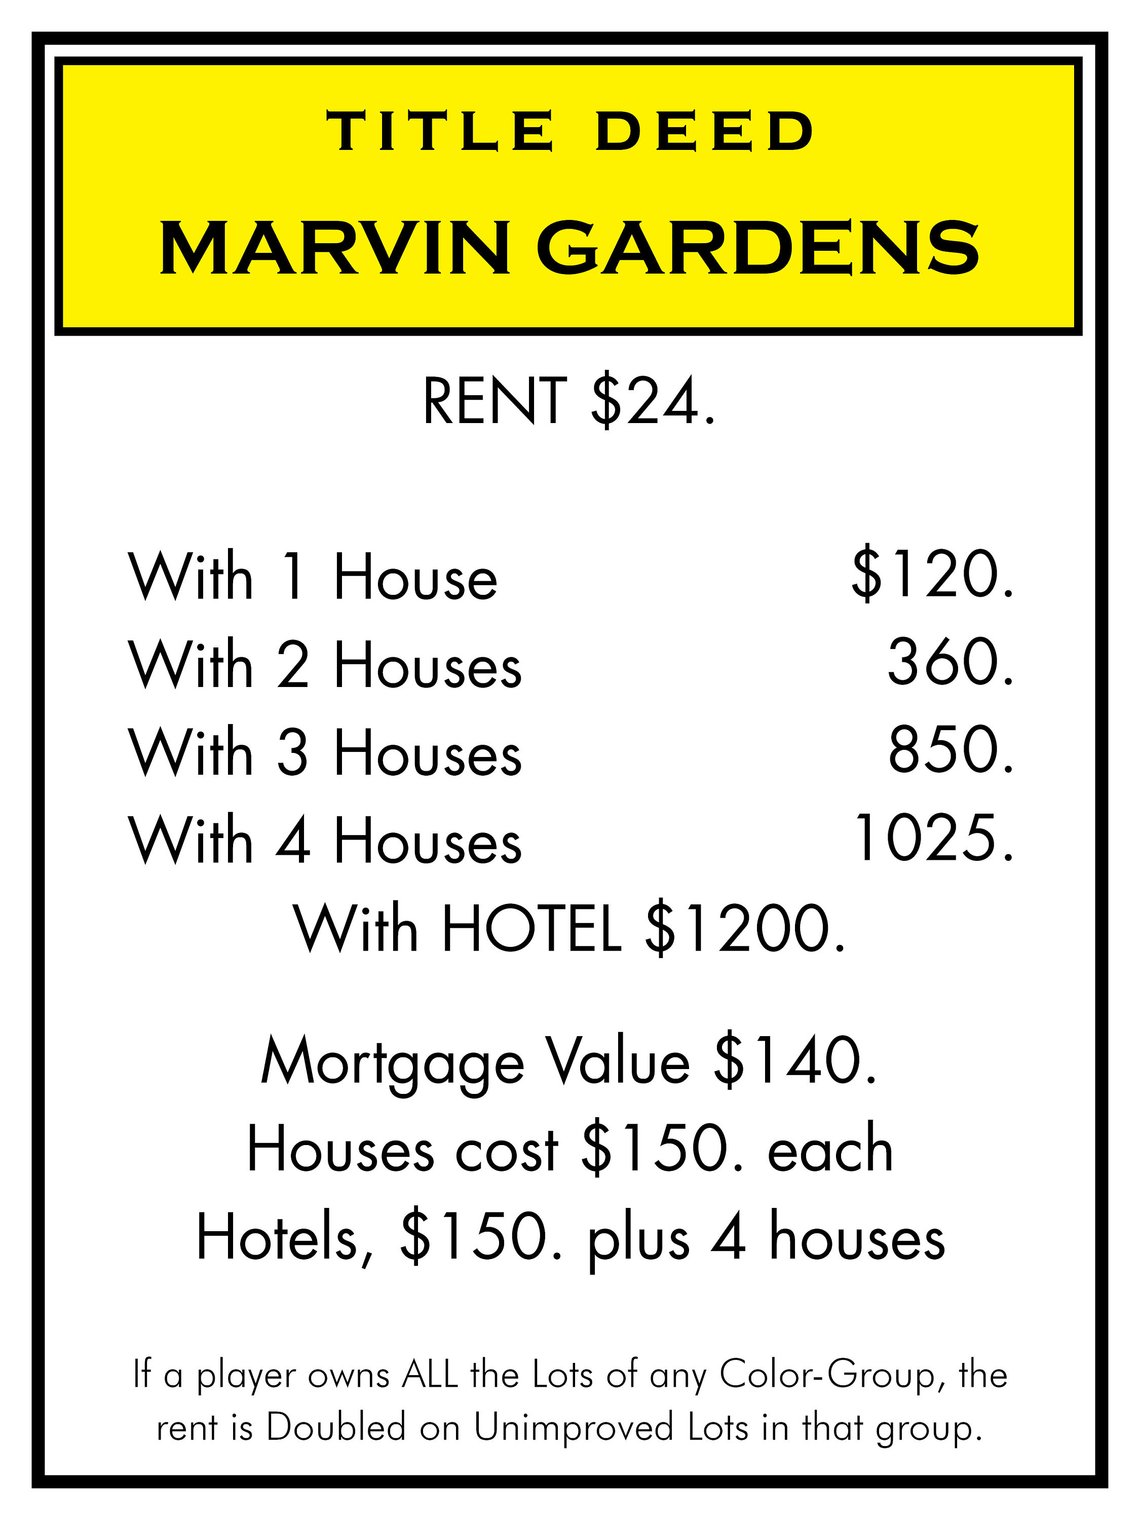 TITLE DEED
MARVIN GARDENS
RENT $24.
With 1 House $120.
With 2 Houses 360.
With 3 Houses 850.
With 4 Houses 1025.
With HOTEL $1200.
Mortgage Value $140.
Houses cost $150. each
Hotels, $150. plus 4 houses
If a player owns ALL the Lots of any Color-Group, the
rent is Doubled on Unimproved Lots in that group.